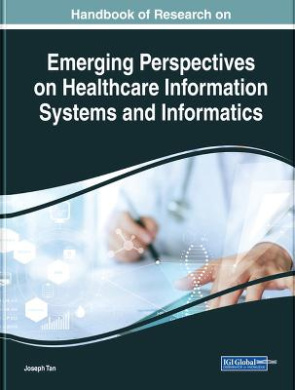 Handbook of Research on
Emerging Perspectives
on Healthcare Information
Systems and Informatics
Joseph Tan
IGI Global